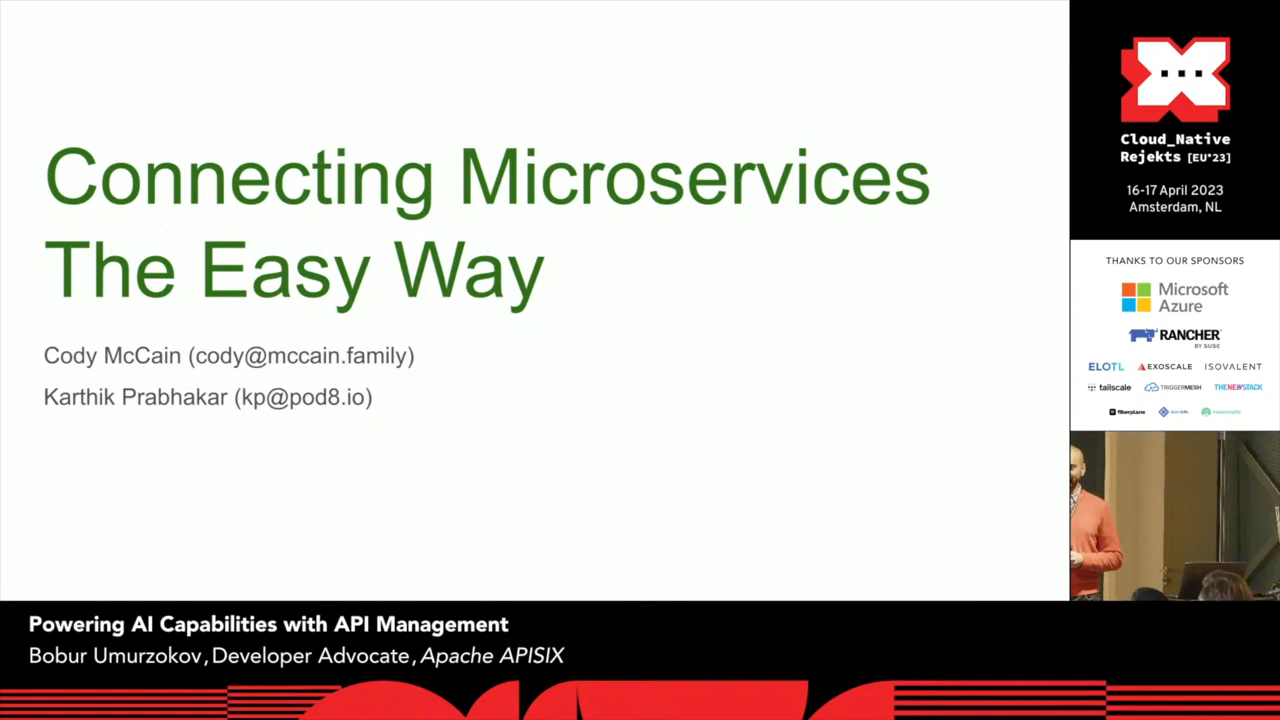 Connecting Microservices
The Easy Way
Cody McCain (cody@mccain.family)
Karthik Prabhakar (kp@pod8.io)
Cloud_Native
Rejekts [EU"23]
16-17 April 2023
Amsterdam, NL
THANKS TO OUR SPONSORS
Microsoft
Azure
RANCHER
BY SUSE
ELOTL EXOSCALE ISOVALENT
tailscale TRIGGERMESH THENEWSTACK
fiberplane
Powering AI Capabilities with API Management
Bobur Umurzokov, Developer Advocate, Apache APISIX